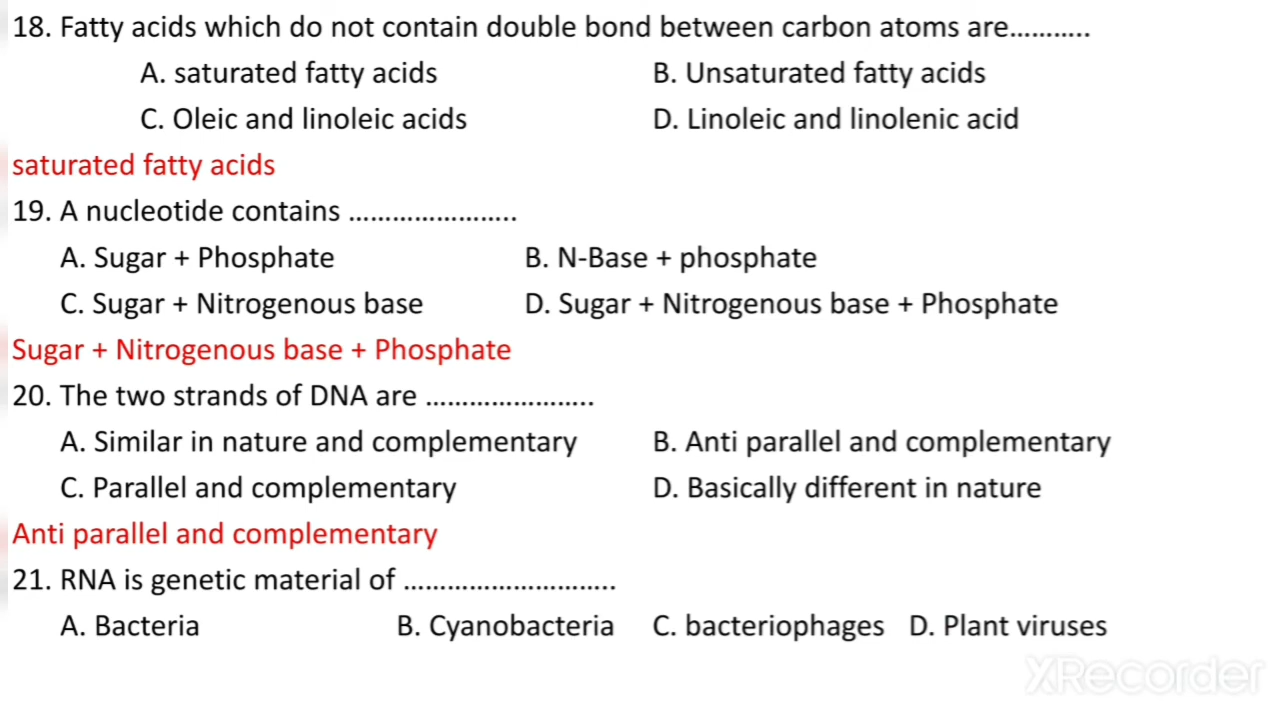 18. Fatty acids which do not contain double bond between carbon atoms are...........
A. saturated fatty acids B. Unsaturated fatty acids
C. Oleic and linoleic acids D. Linoleic and linolenic acid
saturated fatty acids
19. A nucleotide contains .......................
A. Sugar + Phosphate B. N-Base + phosphate
C. Sugar + Nitrogenous base D. Sugar + Nitrogenous base + Phosphate
Sugar + Nitrogenous base + Phosphate
20. The two strands of DNA are .......................
A. Similar in nature and complementary B. Anti parallel and complementary
C. Parallel and complementary D. Basically different in nature
Anti parallel and complementary
21. RNA is genetic material of .............................
A. Bacteria B. Cyanobacteria C. bacteriophages D. Plant viruses
XRecorder